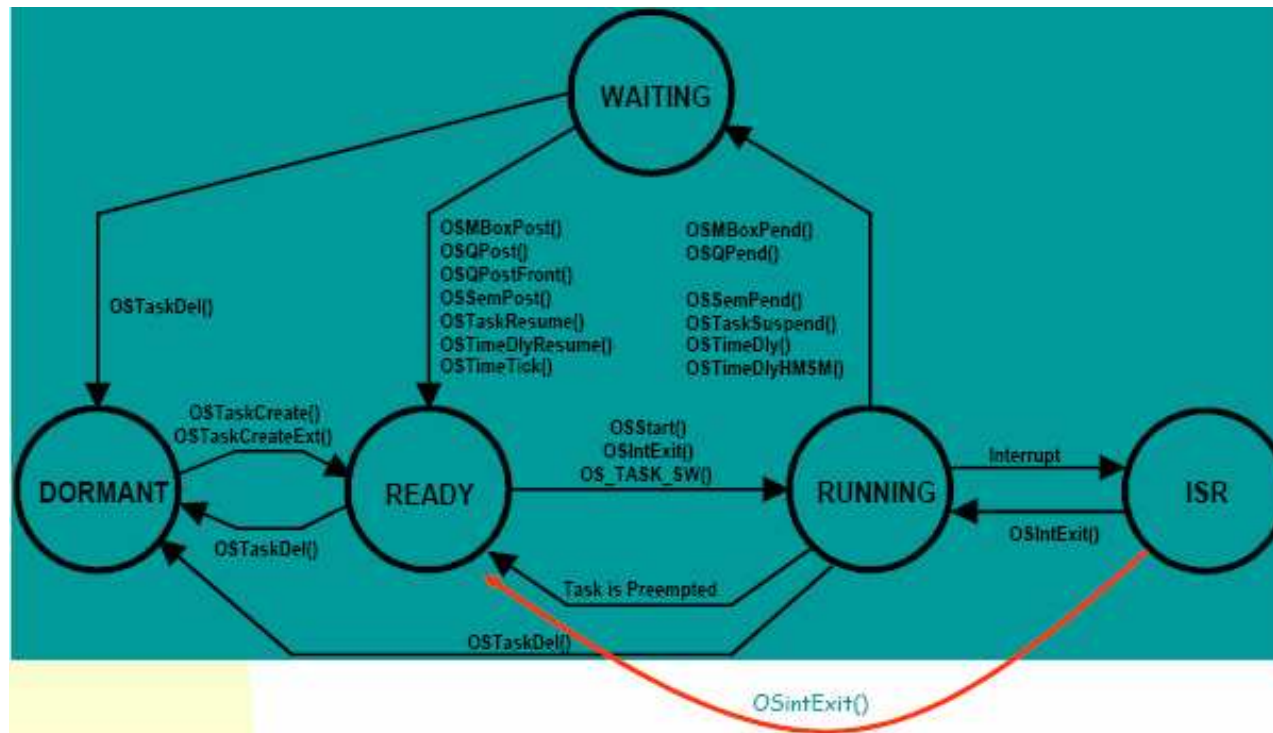 WAITING
OSMBoxPost()
OSQPost()
OSQPostFront()
OSSemPost()
OSTaskResume()
OSTimeDlyResume()
OSTimeTick()
OSMBoxPend()
OSQPend()
OSSemPend()
OSTaskSuspend()
OSTimeDly()
OSTimeDlyHMSM()
OSTaskDel()
OSTaskCreate()
OSTaskCreateExt()
OSStart()
OSIntExit()
OS_TASK_SW()
Interrupt
DORMANT
READY
RUNNING
ISR
OSIntExit()
OSTaskDel()
Task is Preempted
OSTaskDel()
OSintExit()